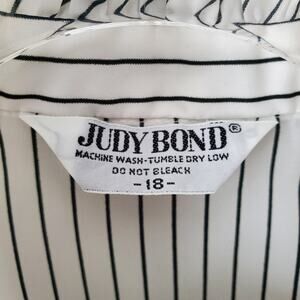 JUDY BOND®
MACHINE WASH-TUMBLE DRY LOW
DO NOT BLEACH
-18-